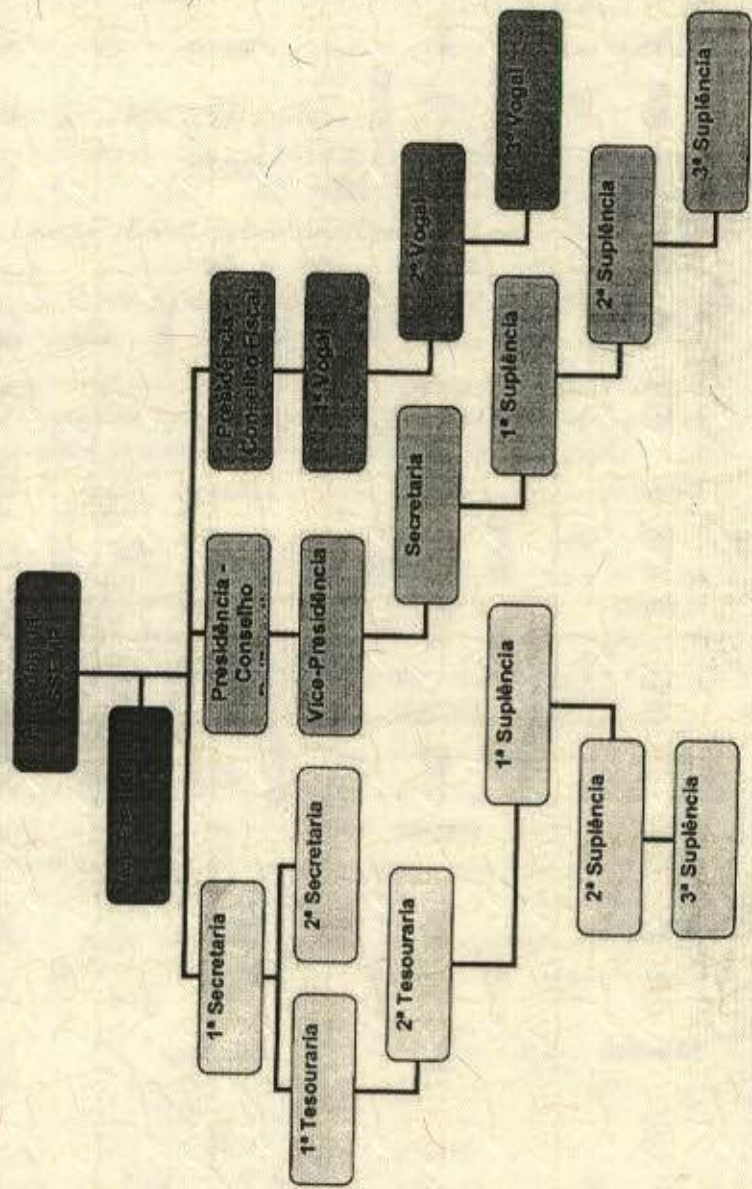 1ª Secretaria
Presidência -
Conselho
Presidência -
Conselho Fiscal
1ª Tesouraria
2ª Secretaria
Vice-Presidência
1º Vogal
2ª Tesouraria
Secretaria
2º Vogal
1ª Suplência
1ª Suplência
3º Vogal
2ª Suplência
2ª Suplência
3ª Suplência
3ª Suplência